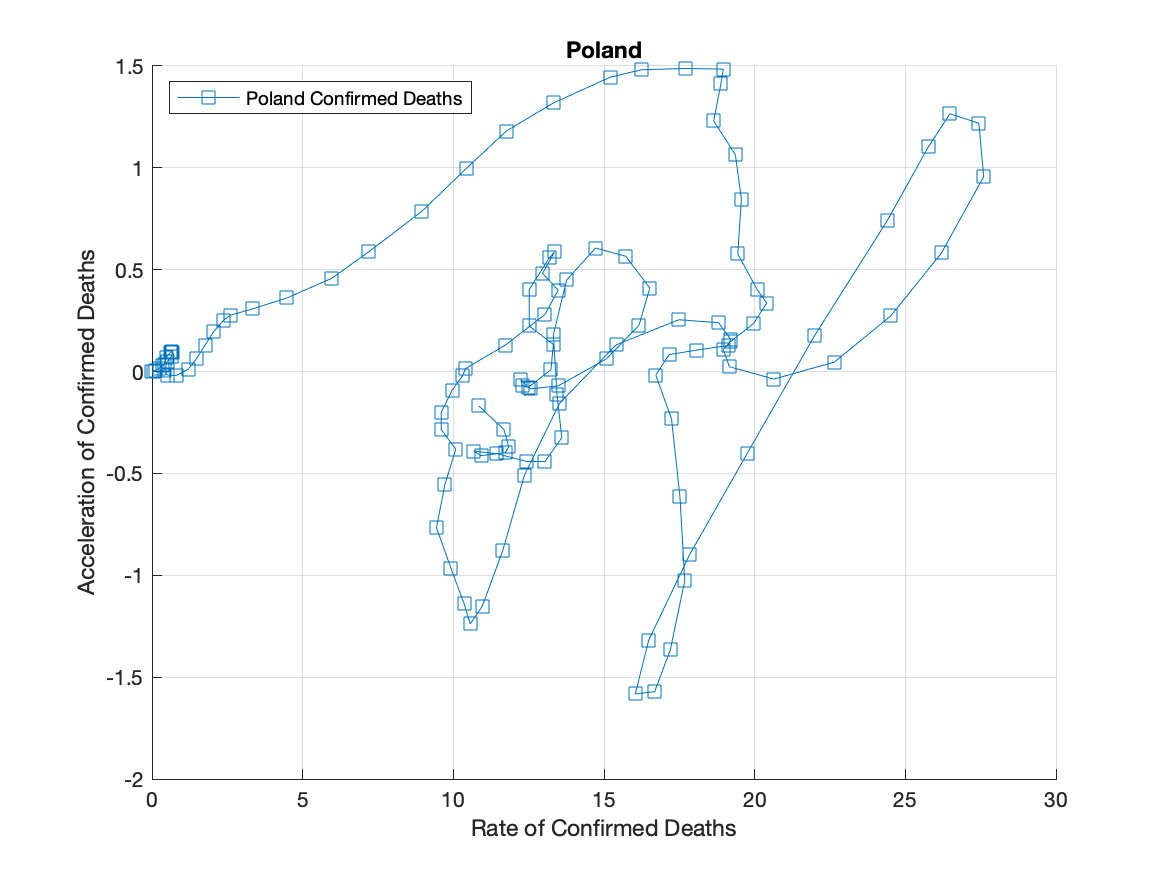 Poland
Poland Confirmed Deaths
1.5
1
0.5
0
-0.5
-1
-1.5
-2
Acceleration of Confirmed Deaths
0 5 10 15 20 25 30
Rate of Confirmed Deaths